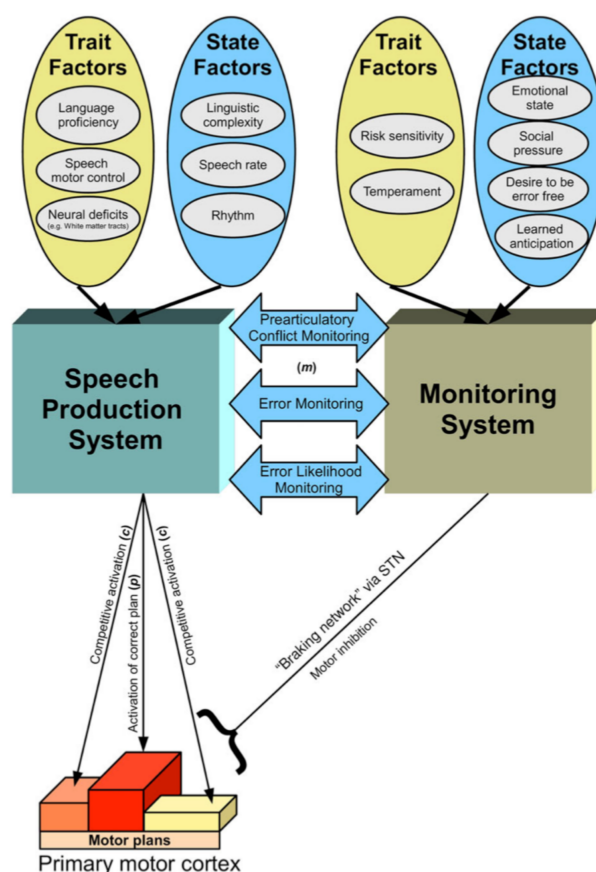 Trait
Factors
Language
proficiency
Speech
motor control
Neural deficits
(e.g. White matter tracts)
State
Factors
Linguistic
complexity
Speech rate
Rhythm
Trait
Factors
Risk sensitivity
Temperament
State
Factors
Emotional
state
Social
pressure
Desire to be
error free
Learned
anticipation
Speech
Production
System
Prearticulatory
Conflict Monitoring
(m)
Error Monitoring
Error Likelihood
Monitoring
Monitoring
System
Competitive activation (c)
Activation of correct plan (p)
Competitive activation (c)
"Braking network" via STN
Motor inhibition
Motor plans
Primary motor cortex